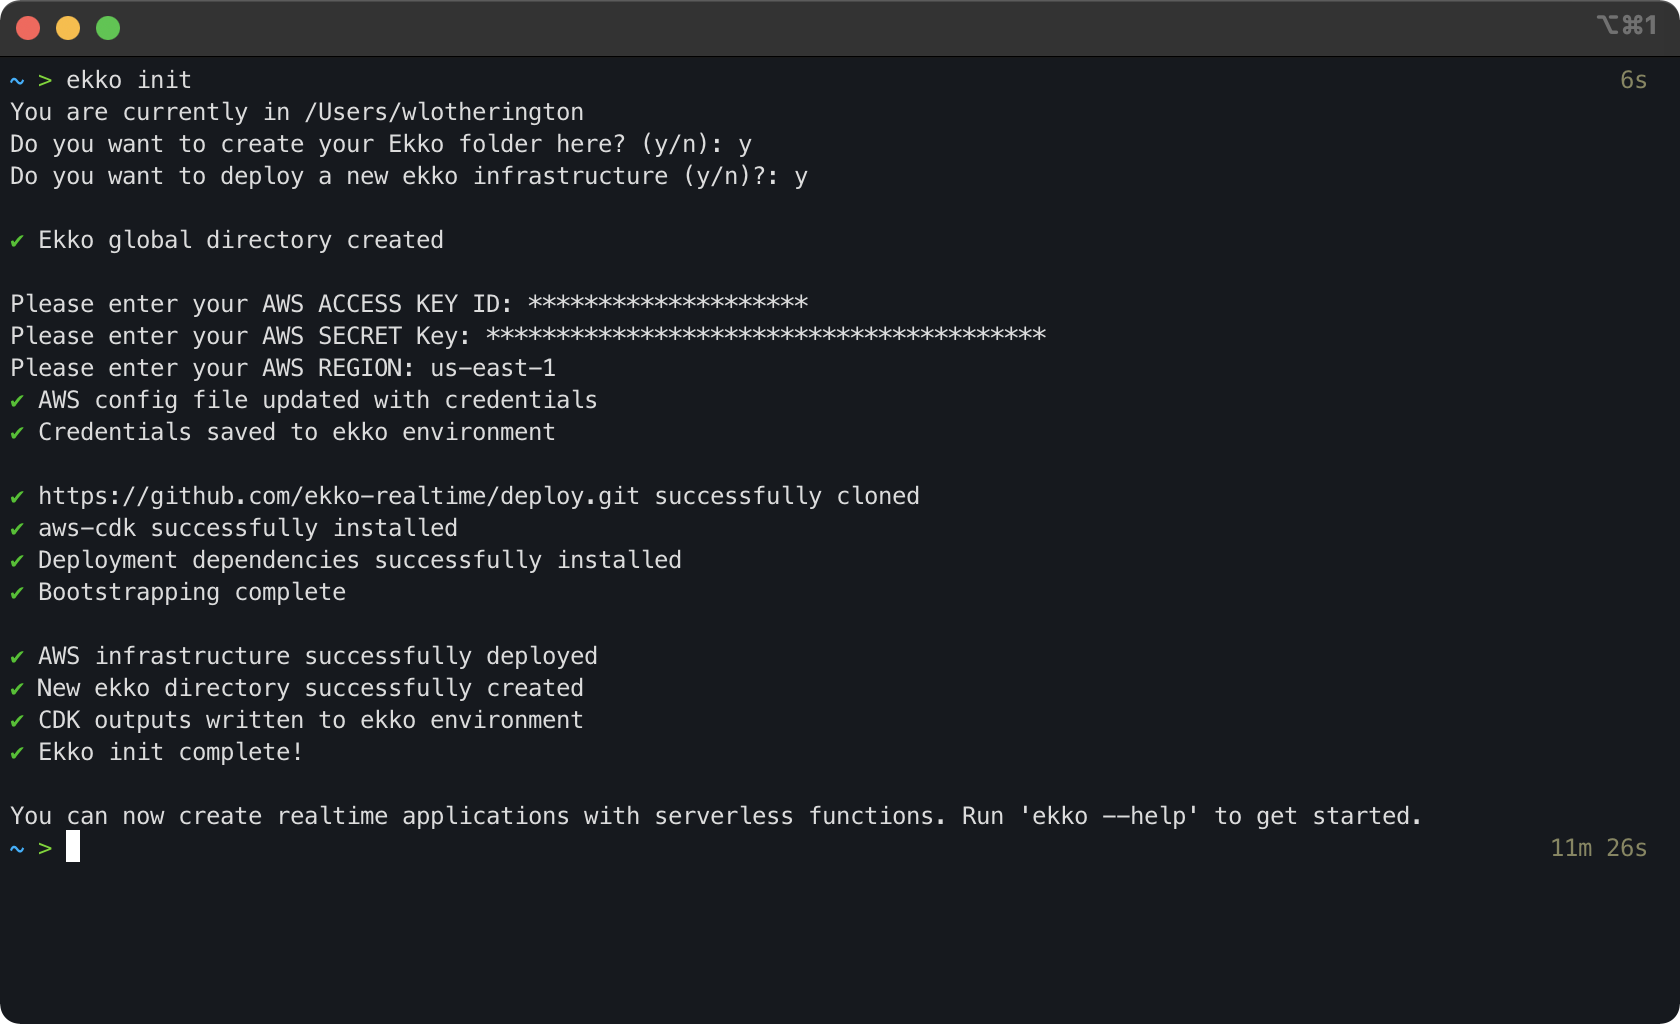 ⌥⌘1
~ > ekko init 6s
You are currently in /Users/wlotherington
Do you want to create your Ekko folder here? (y/n): y
Do you want to deploy a new ekko infrastructure (y/n)?: y
✔ Ekko global directory created
Please enter your AWS ACCESS KEY ID: ********************
Please enter your AWS SECRET Key: ****************************************
Please enter your AWS REGION: us-east-1
✔ AWS config file updated with credentials
✔ Credentials saved to ekko environment
✔ https://github.com/ekko-realtime/deploy.git successfully cloned
✔ aws-cdk successfully installed
✔ Deployment dependencies successfully installed
✔ Bootstrapping complete
✔ AWS infrastructure successfully deployed
✔ New ekko directory successfully created
✔ CDK outputs written to ekko environment
✔ Ekko init complete!
You can now create realtime applications with serverless functions. Run 'ekko --help' to get started.
~ > 11m 26s